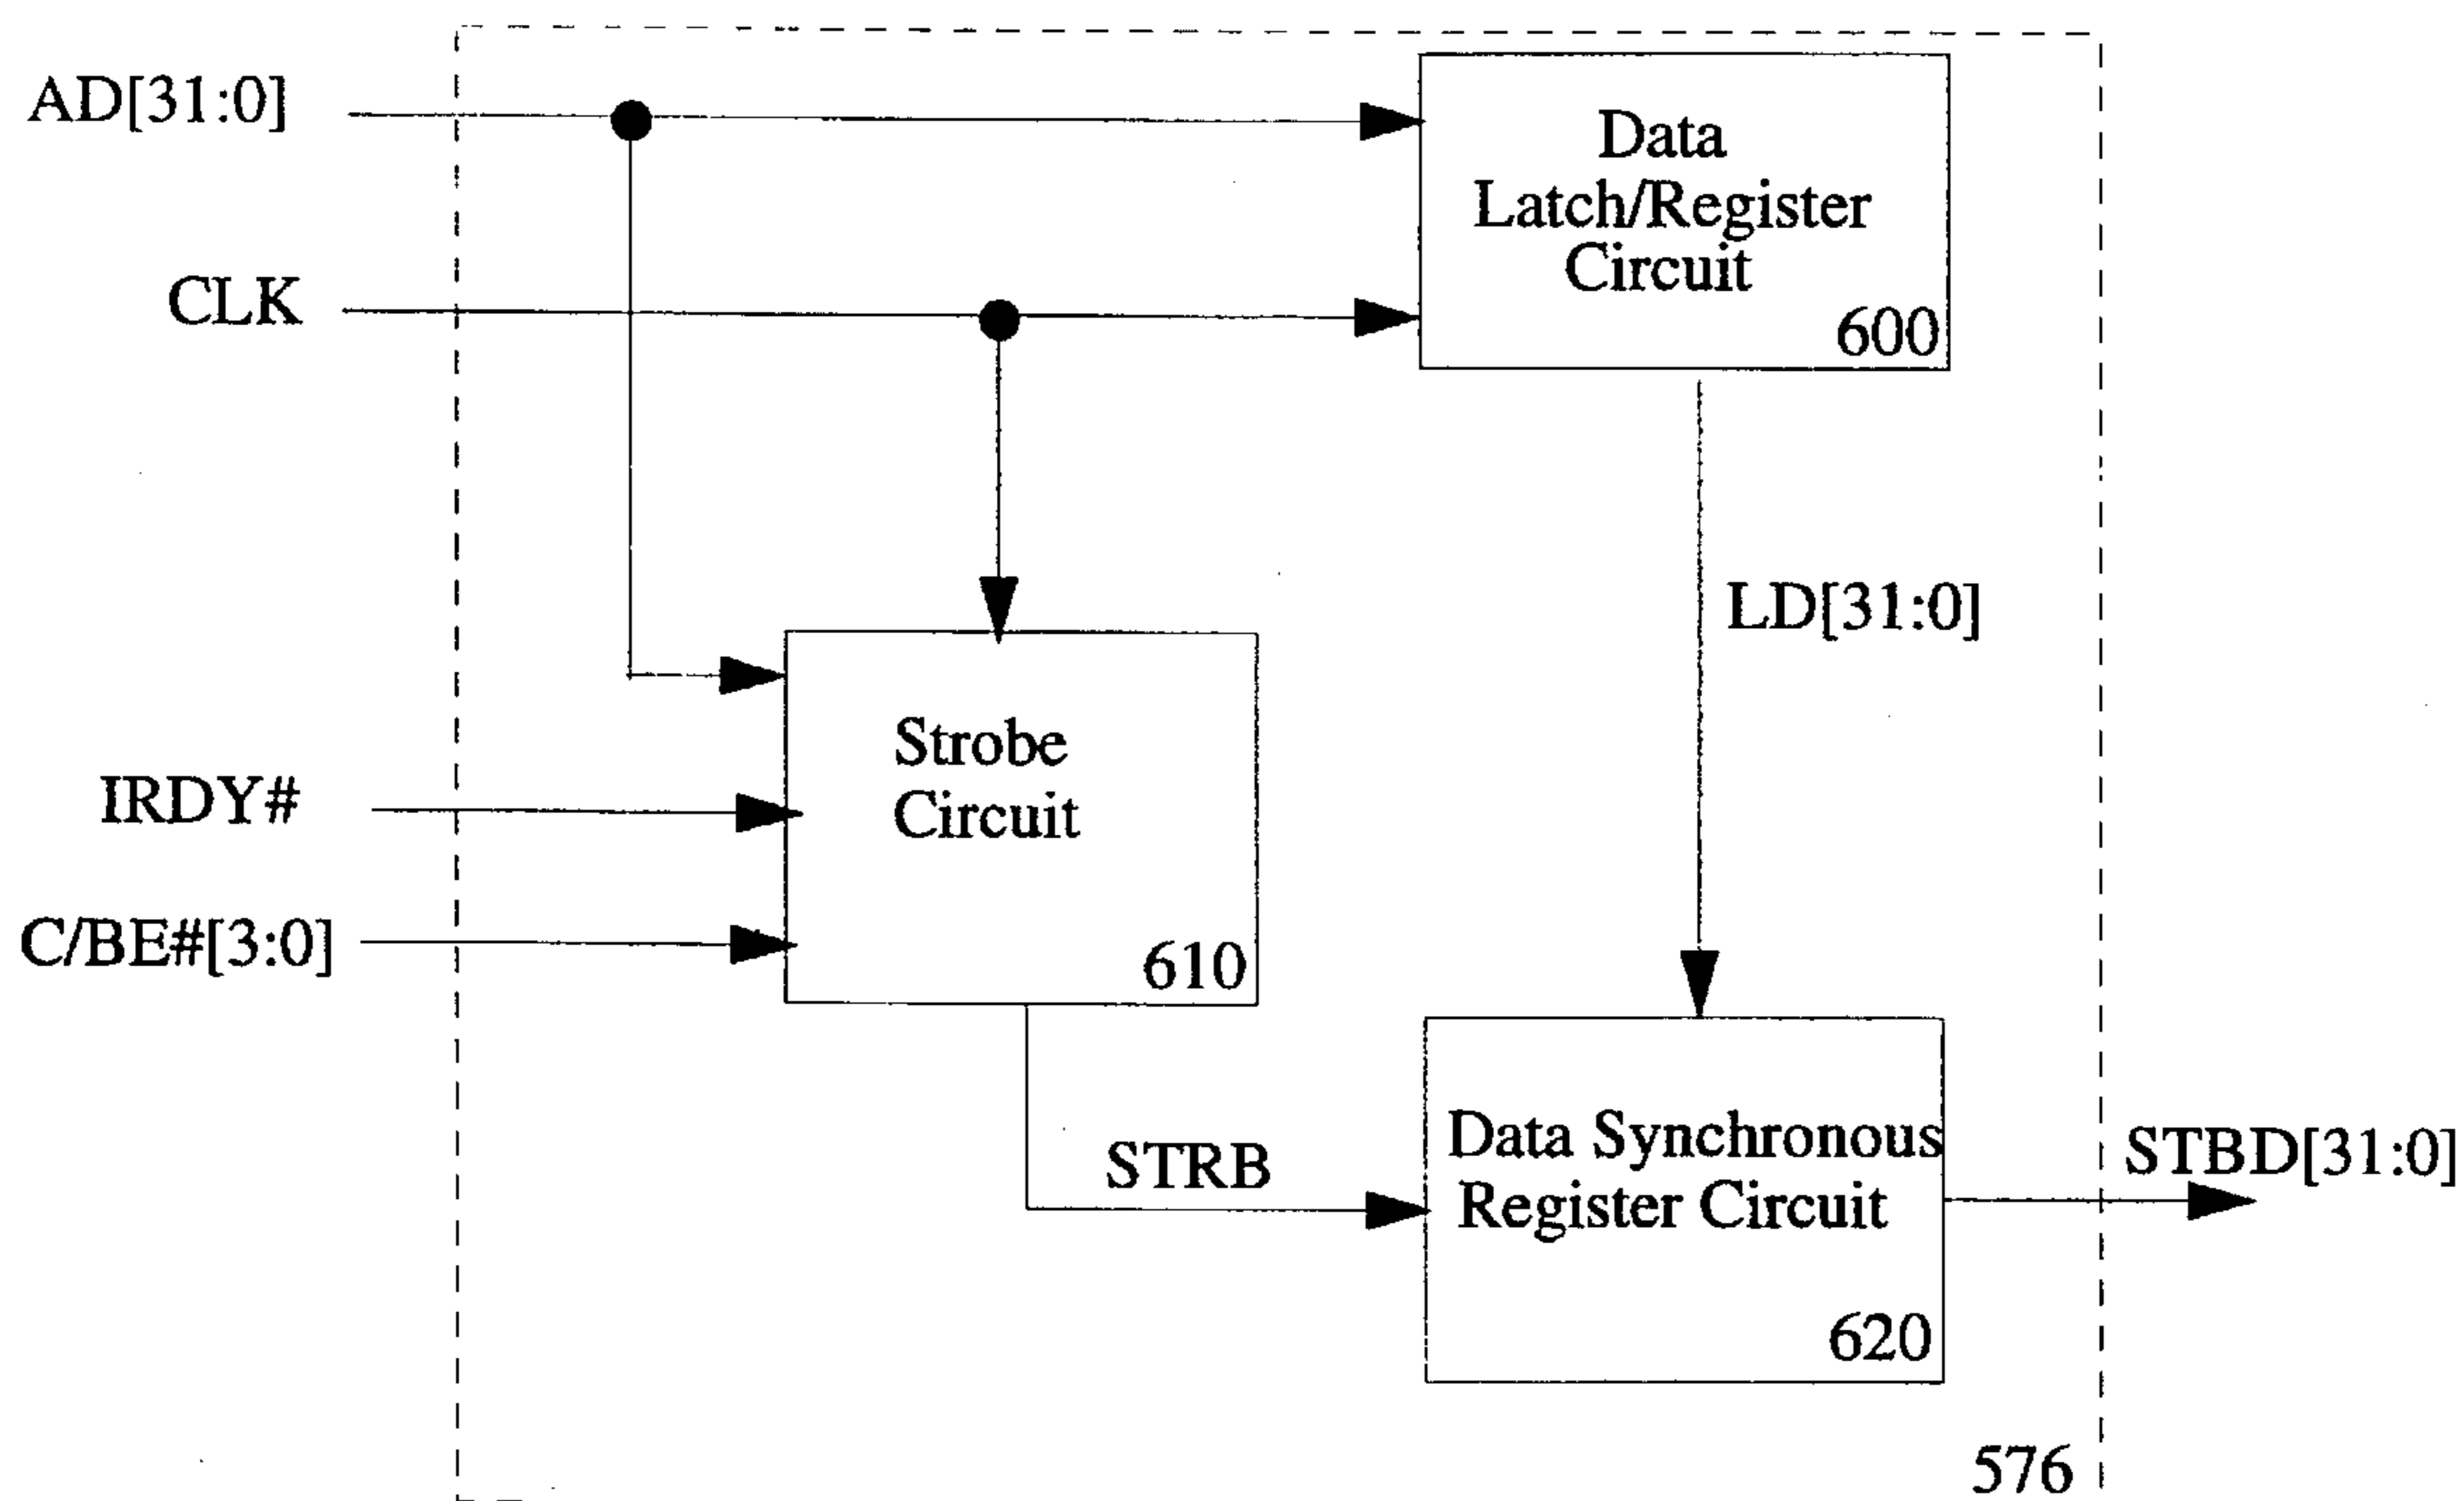 AD[31:0]
Data
Latch/Register
Circuit
600
CLK
LD[31:0]
Strobe
Circuit
610
IRDY#
C/BE#[3:0]
STRB
Data Synchronous
Register Circuit
620
STBD[31:0]
576